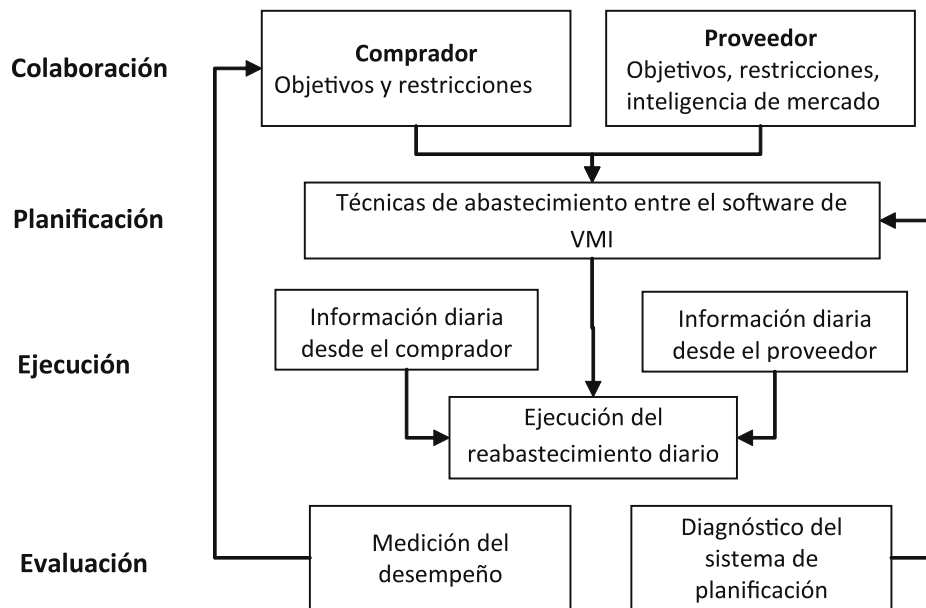 Colaboración
Comprador
Objetivos y restricciones
Proveedor
Objetivos, restricciones,
inteligencia de mercado
Planificación
Técnicas de abastecimiento entre el software de
VMI
Ejecución
Información diaria
desde el comprador
Información diaria
desde el proveedor
Ejecución del
reabastecimiento diario
Evaluación
Medición del
desempeño
Diagnóstico del
sistema de
planificación